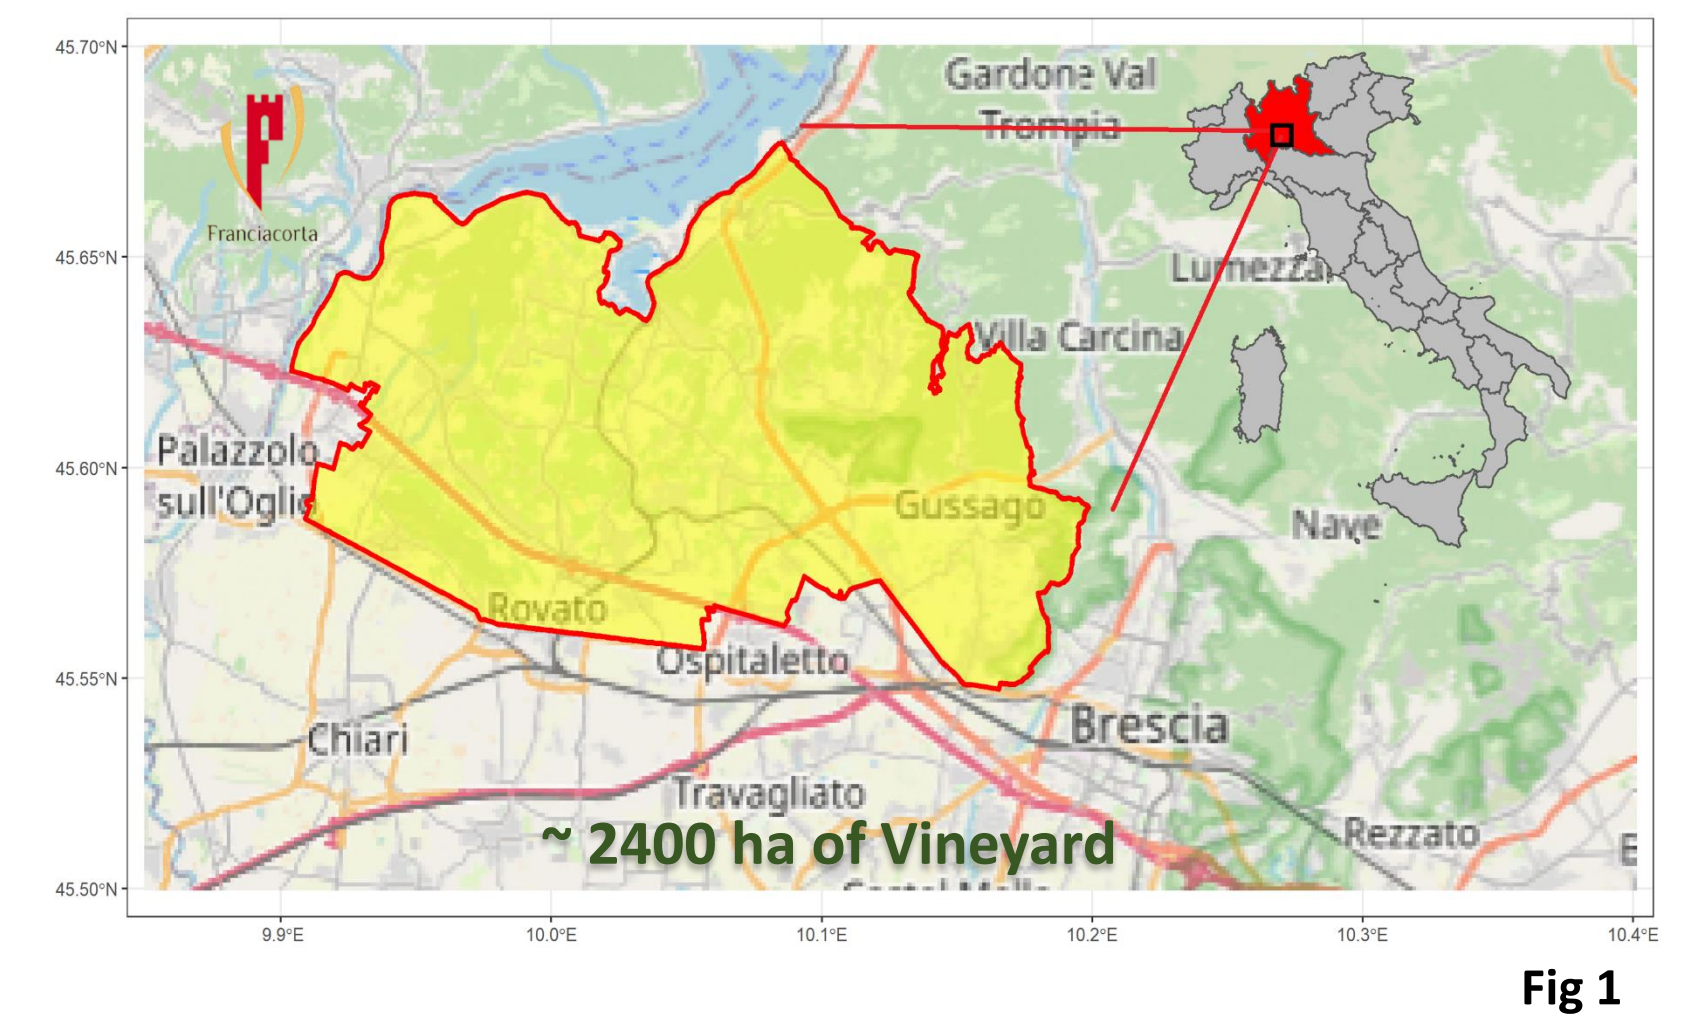 45.70°N
45.65°N
45.60°N
45.55°N
45.50°N
Franciacorta
Gardone Val
Trompia
Villa Carcina
Palazzolo
sull'Oglio
Gussago
Nave
Rovato
Ospitaletto
Chiari
Brescia
Travagliato
~ 2400 ha of Vineyard
Rezzato
9.9°E
10.0°E
10.1°E
10.2°E
10.3°E
10.4°E
Fig 1